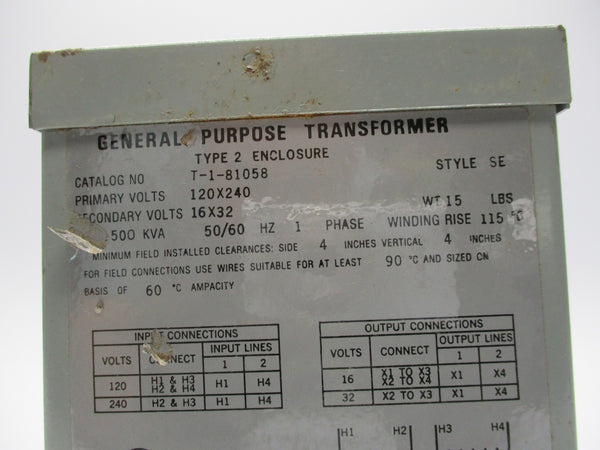 GENERAL PURPOSE TRANSFORMER
TYPE 2 ENCLOSURE
CATALOG NO T-1-81058 STYLE SE
PRIMARY VOLTS 120X240
SECONDARY VOLTS 16X32 WT 15 LBS
.500 KVA 50/60 HZ 1 PHASE WINDING RISE 115 °C
MINIMUM FIELD INSTALLED CLEARANCES: SIDE 4 INCHES VERTICAL 4 INCHES
FOR FIELD CONNECTIONS USE WIRES SUITABLE FOR AT LEAST 90 °C AND SIZED ON
BASIS OF 60 °C AMPACITY
INPUT CONNECTIONS
VOLTS CONNECT INPUT LINES
1 2
120 H1 & H3 H1 H4
H2 & H4
240 H2 & H3 H1 H4
OUTPUT CONNECTIONS
VOLTS CONNECT OUTPUT LINES
1 2
16 X1 TO X3 X1 X4
X2 TO X4
32 X2 TO X3 X1 X4
H1 H2 H3 H4